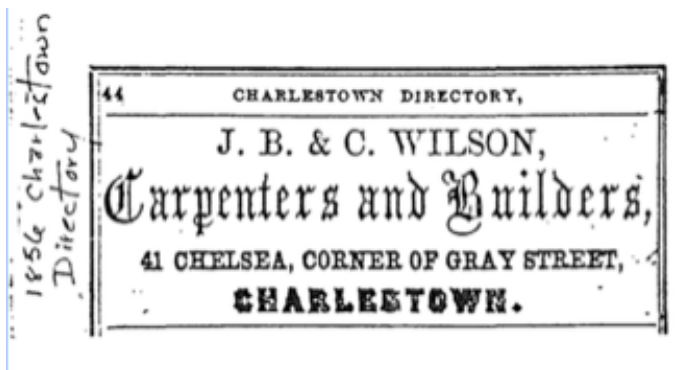 1856 Charlestown
Directory
44 CHARLESTOWN DIRECTORY,
J. B. & C. WILSON,
Carpenters and Builders,
41 CHELSEA, CORNER OF GRAY STREET,
CHARLESTOWN.